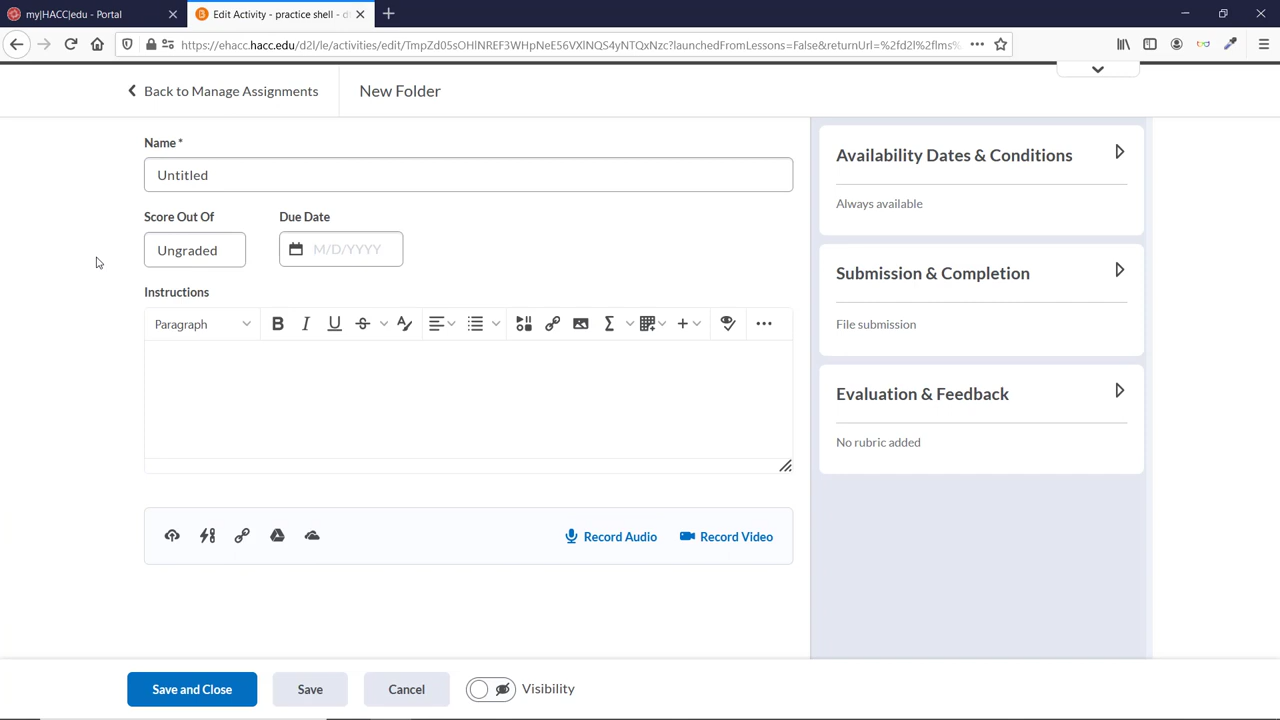 my|HACC|edu - Portal
Edit Activity - practice shell - d
https://ehacc.hacc.edu/d2l/le/activities/edit/TmpZd05sOHlNREF3WHpNeE56VXlNQS4yNTQxNzc?launchedFromLessons=False&returnUrl=%2fd2l%2flms%
Back to Manage Assignments
New Folder
Name *
Untitled
Score Out Of
Due Date
Ungraded
M/D/YYYY
Instructions
Paragraph
Record Audio
Record Video
Availability Dates & Conditions
Always available
Submission & Completion
File submission
Evaluation & Feedback
No rubric added
Save and Close
Save
Cancel
Visibility